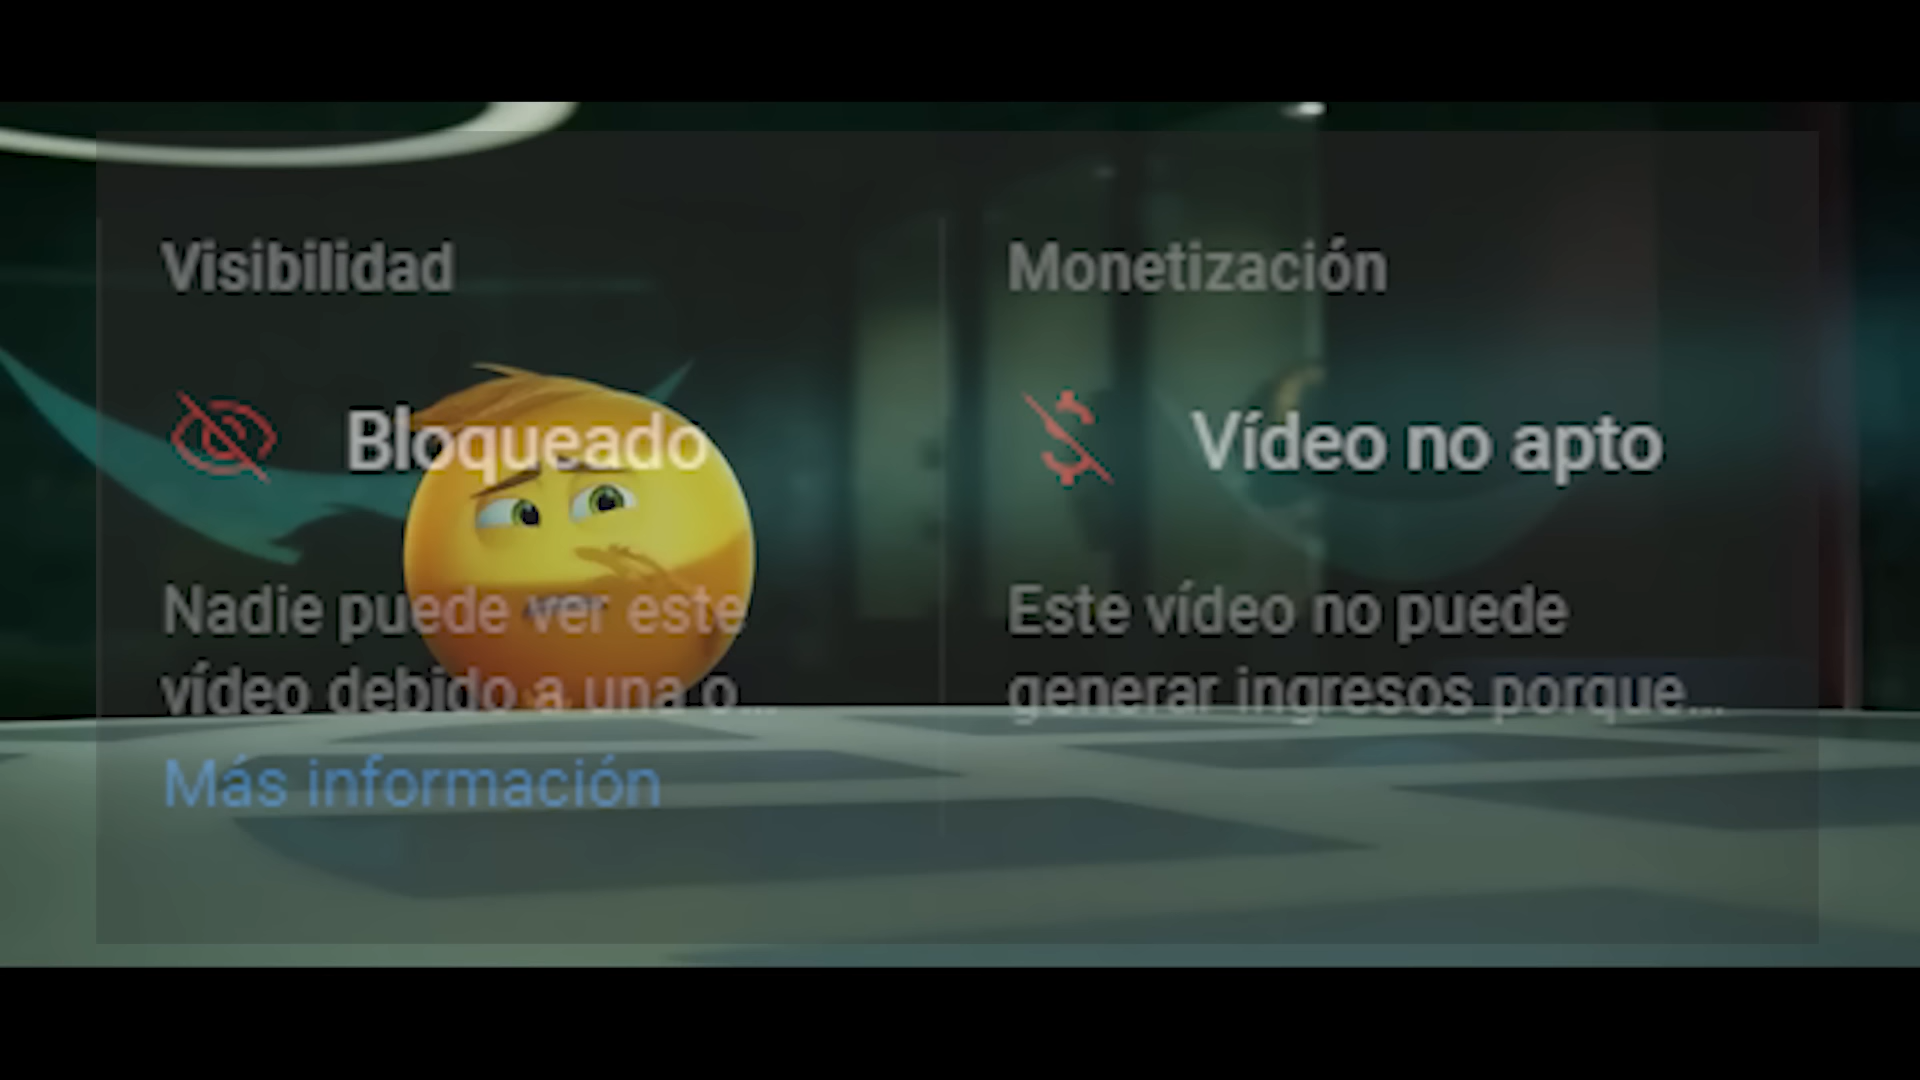 Visibilidad
Bloqueado
Nadie puede ver este
vídeo debido a una o...
Más información
Monetización
Vídeo no apto
Este vídeo no puede
generar ingresos porque...